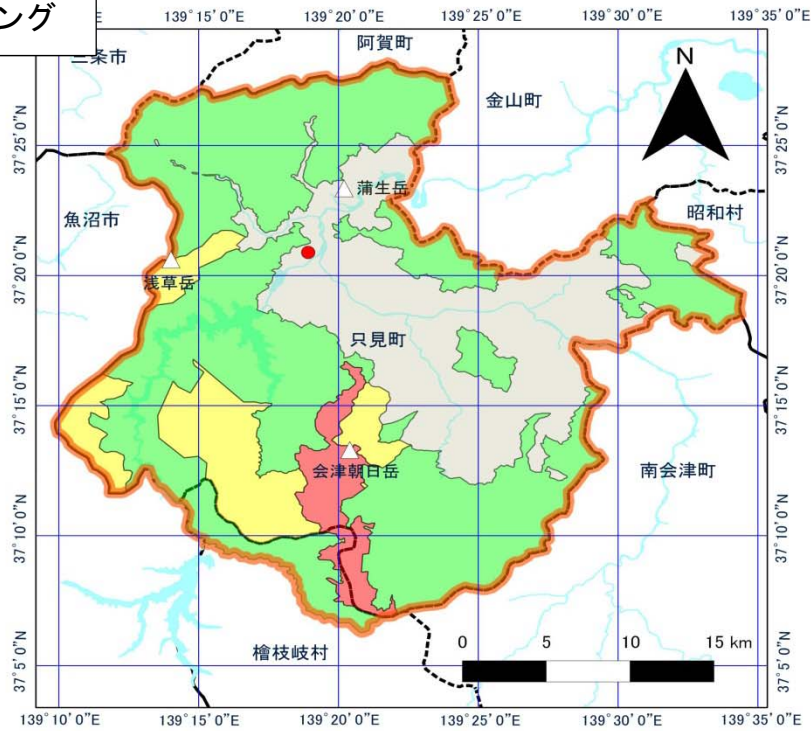 ング
139° 15' 0"E 139° 20' 0"E 139° 25' 0"E 139° 30' 0"E 139° 35' 0"E
三条市
阿賀町
N
金山町
37° 25' 0"N
37° 25' 0"N
蒲生岳
昭和村
魚沼市
37° 20' 0"N
37° 20' 0"N
浅草岳
只見町
37° 15' 0"N
37° 15' 0"N
会津朝日岳
南会津町
37° 10' 0"N
37° 10' 0"N
0 5 10 15 km
檜枝岐村
37° 5' 0"N
37° 5' 0"N
139° 10' 0"E 139° 15' 0"E 139° 20' 0"E 139° 25' 0"E 139° 30' 0"E 139° 35' 0"E